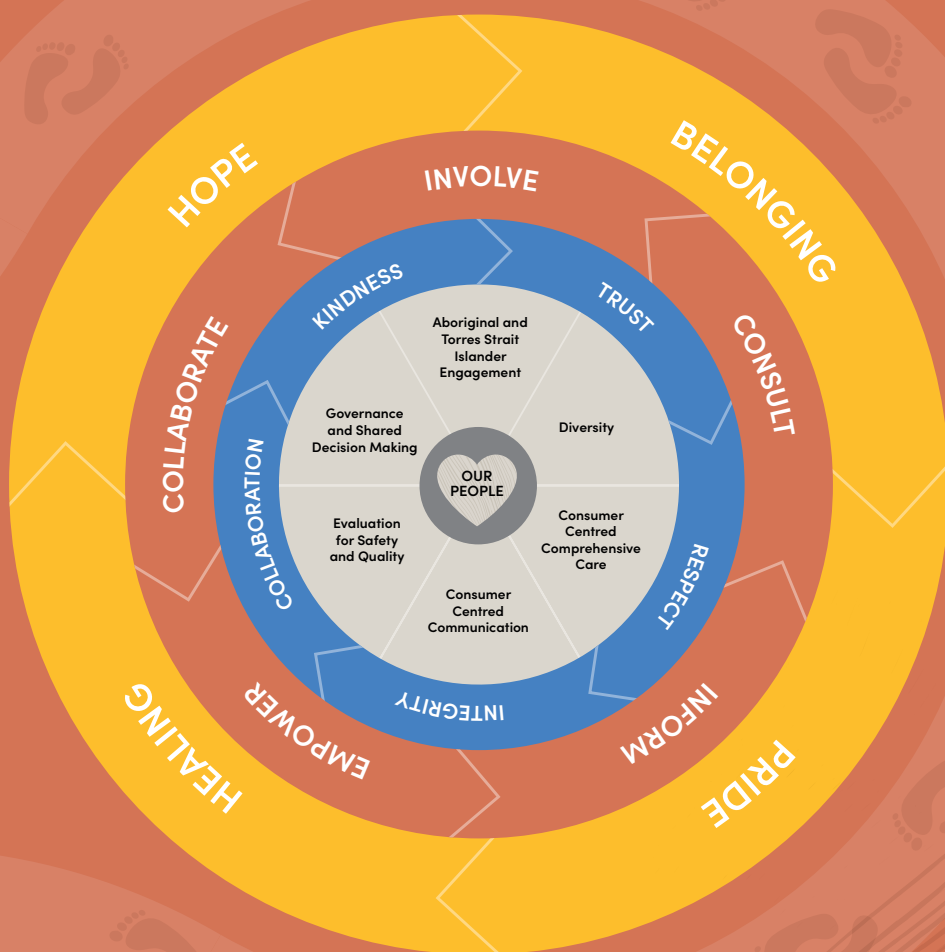 HOPE
BELONGING
PRIDE
HEALING
INVOLVE
CONSULT
INFORM
EMPOWER
COLLABORATE
KINDNESS
TRUST
RESPECT
INTEGRITY
COLLABORATION
Aboriginal and
Torres Strait
Islander
Engagement
Diversity
Consumer
Centred
Comprehensive
Care
Consumer
Centred
Communication
Evaluation
for Safety
and Quality
Governance
and Shared
Decision Making
OUR
PEOPLE